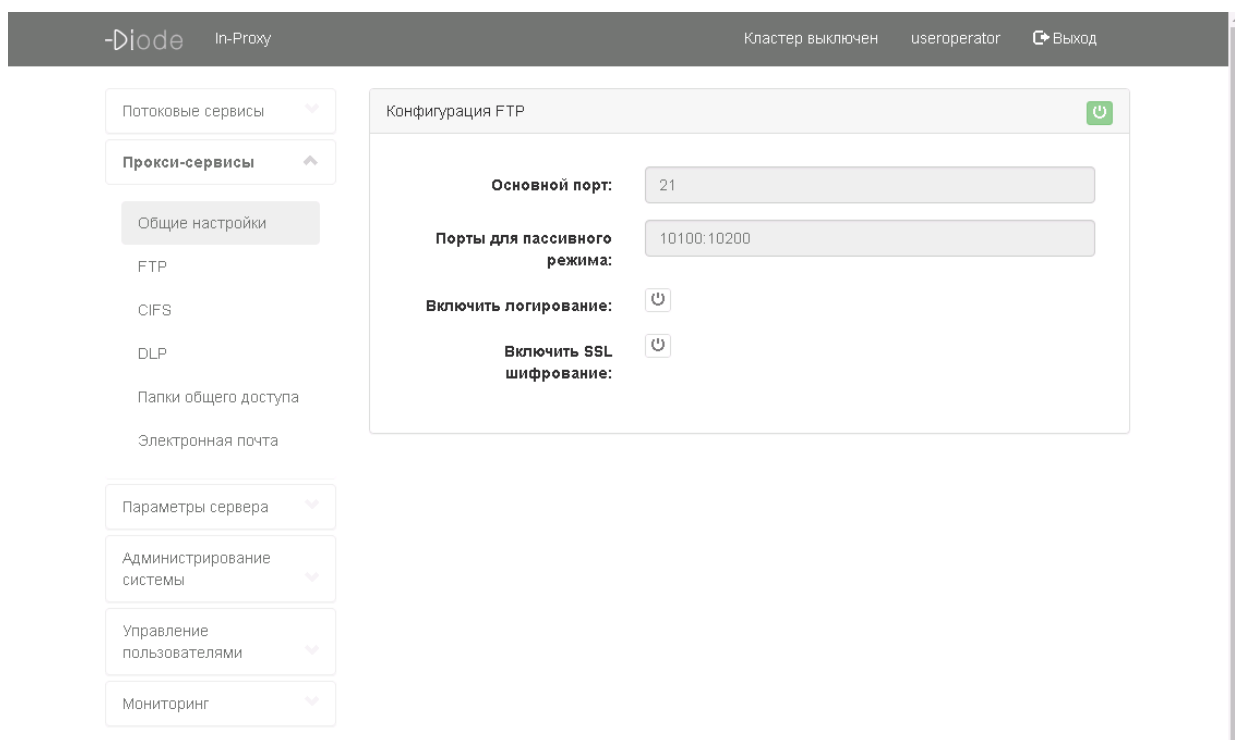 -Diode In-Proxy Кластер выключен useroperator Выход
Потоковые сервисы
Прокси-сервисы
Общие настройки
FTP
CIFS
DLP
Папки общего доступа
Электронная почта
Параметры сервера
Администрирование
системы
Управление
пользователями
Мониторинг
Конфигурация FTP
Основной порт: 21
Порты для пассивного 10100:10200
режима:
Включить логирование:
Включить SSL
шифрование: